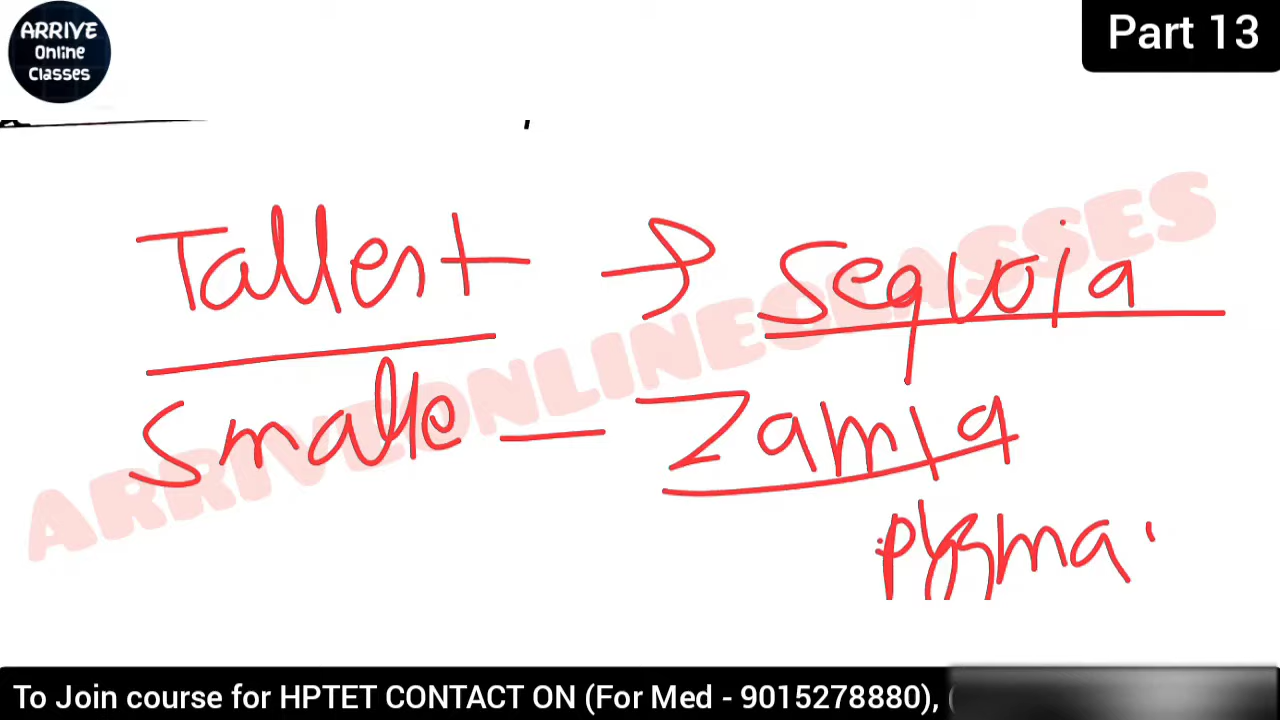 ARRIVE
Online
Classes
Part 13
Tallest → Sequoia
Smalle — Zamia
ARRIVEONLINECLASSES
To Join course for HPTET CONTACT ON (For Med - 9015278880), (